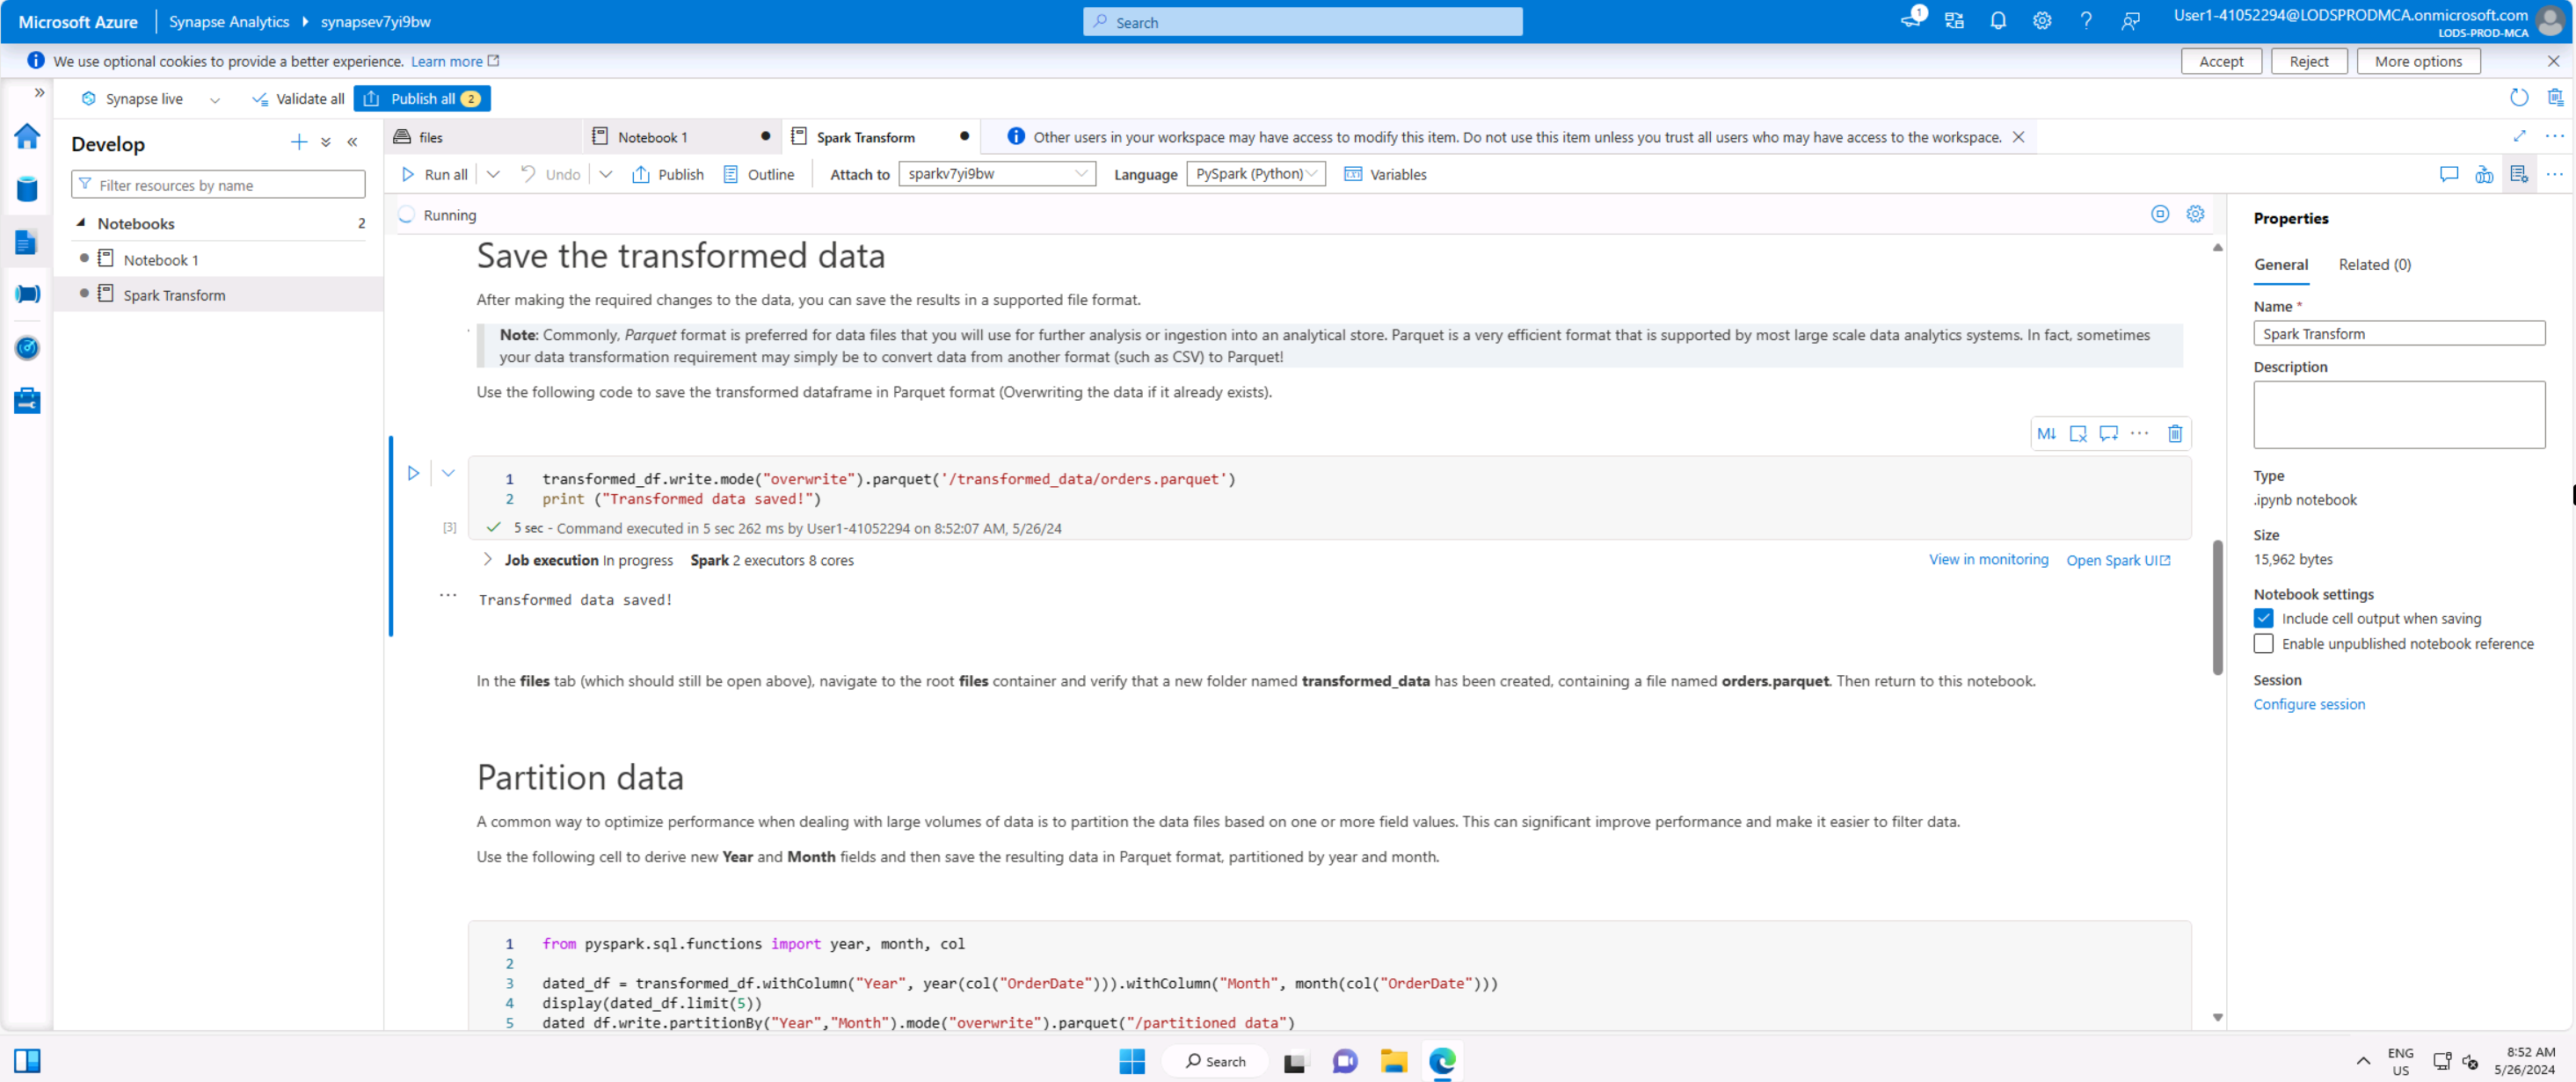 Microsoft Azure
Synapse Analytics
synapsev7yi9bw
Search
1
User1-41052294@LODSPRODMCA.onmicrosoft.com
LODS-PROD-MCA
We use optional cookies to provide a better experience. Learn more
Accept
Reject
More options
Synapse live
Validate all
Publish all 2
Develop
files
Notebook 1
Spark Transform
Other users in your workspace may have access to modify this item. Do not use this item unless you trust all users who may have access to the workspace.
Filter resources by name
Run all
Undo
Publish
Outline
Attach to
sparkv7yi9bw
Language
PySpark (Python)
Variables
Notebooks 2
Notebook 1
Spark Transform
Running
Save the transformed data
After making the required changes to the data, you can save the results in a supported file format.
Note: Commonly, Parquet format is preferred for data files that you will use for further analysis or ingestion into an analytical store. Parquet is a very efficient format that is supported by most large scale data analytics systems. In fact, sometimes
your data transformation requirement may simply be to convert data from another format (such as CSV) to Parquet!
Use the following code to save the transformed dataframe in Parquet format (Overwriting the data if it already exists).
M↓
1 transformed_df.write.mode("overwrite").parquet('/transformed_data/orders.parquet')
2 print ("Transformed data saved!")
[3] 5 sec - Command executed in 5 sec 262 ms by User1-41052294 on 8:52:07 AM, 5/26/24
Job execution In progress Spark 2 executors 8 cores
View in monitoring
Open Spark UI
Transformed data saved!
In the files tab (which should still be open above), navigate to the root files container and verify that a new folder named transformed_data has been created, containing a file named orders.parquet. Then return to this notebook.
Partition data
A common way to optimize performance when dealing with large volumes of data is to partition the data files based on one or more field values. This can significant improve performance and make it easier to filter data.
Use the following cell to derive new Year and Month fields and then save the resulting data in Parquet format, partitioned by year and month.
1 from pyspark.sql.functions import year, month, col
2
3 dated_df = transformed_df.withColumn("Year", year(col("OrderDate"))).withColumn("Month", month(col("OrderDate")))
4 display(dated_df.limit(5))
5 dated_df.write.partitionBy("Year","Month").mode("overwrite").parquet("/partitioned_data")
Properties
General
Related (0)
Name *
Spark Transform
Description
Type
.ipynb notebook
Size
15,962 bytes
Notebook settings
Include cell output when saving
Enable unpublished notebook reference
Session
Configure session
Search
ENG
US
8:52 AM
5/26/2024